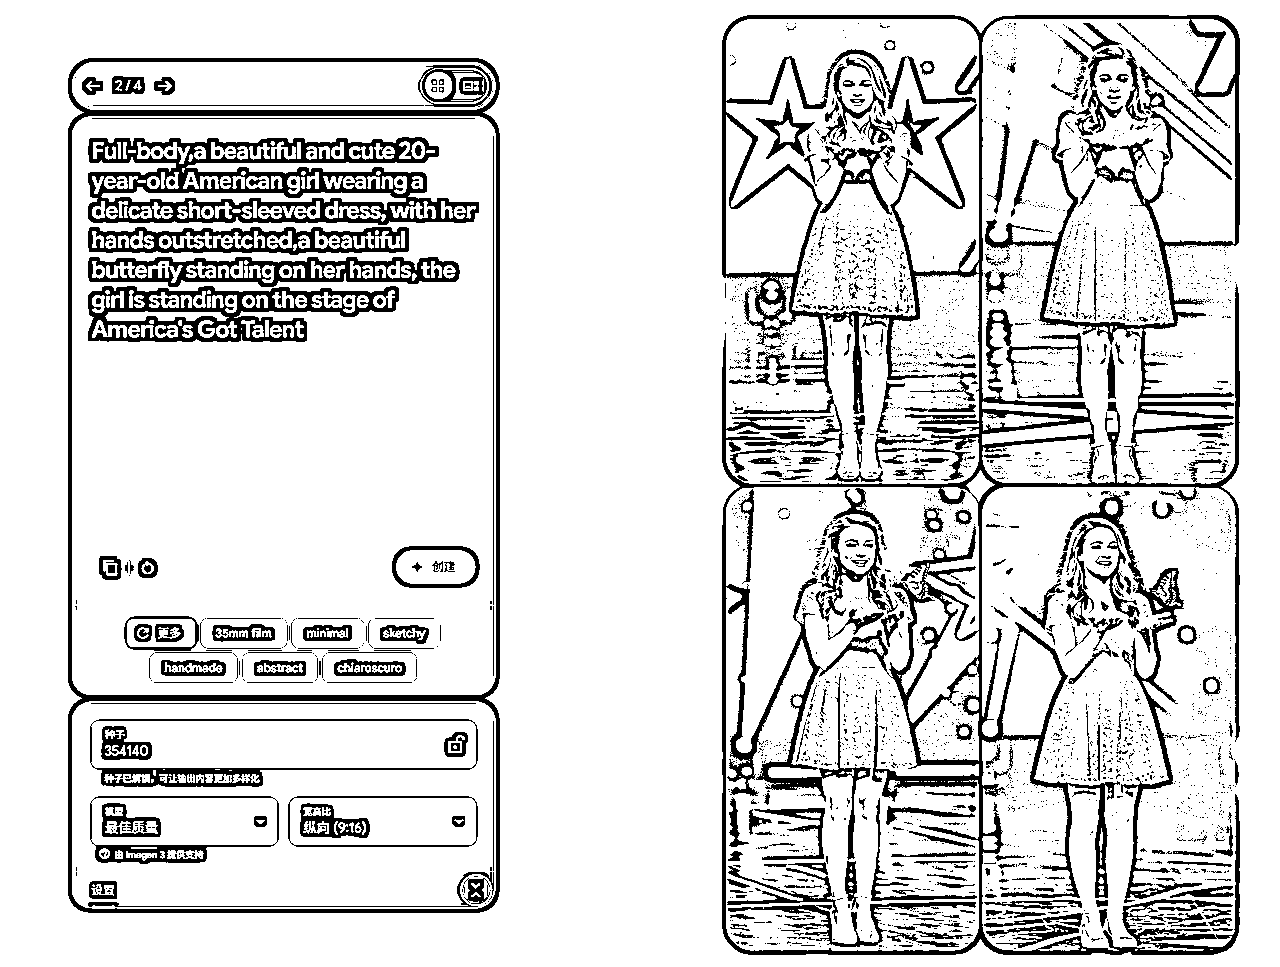 2/4
Full-body,a beautiful and cute 20-
year-old American girl wearing a
delicate short-sleeved dress, with her
hands outstretched,a beautiful
butterfly standing on her hands, the
girl is standing on the stage of
America's Got Talent
创建
更多
35mm film
minimal
sketchy
handmade
abstract
chiaroscuro
种子
354140
种子已解锁，可让输出内容更加多样化
模型
最佳质量
宽高比
纵向 (9:16)
由 Imagen 3 提供支持
设置